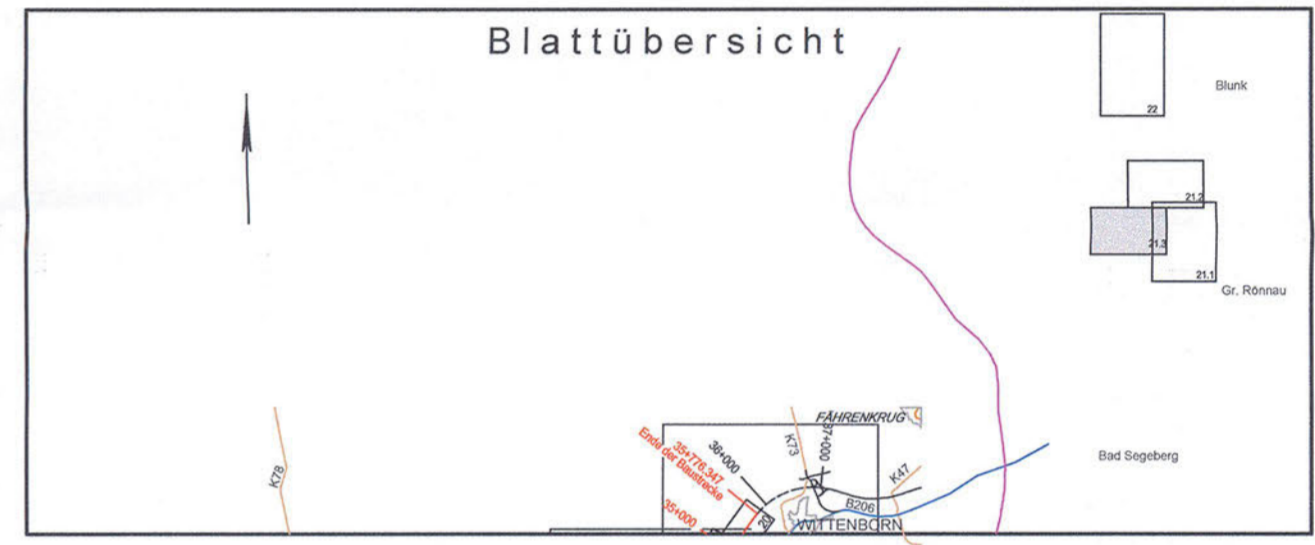 Blattübersicht
Blunk
22
21.2
21.3
21.1
Gr. Rönnau
FÄHRENKRUG
37+000
K73
36+000
35+776.347
Ende der Baustrecke
K78
K47
Bad Segeberg
B206
35+000
20
WITTENBORN